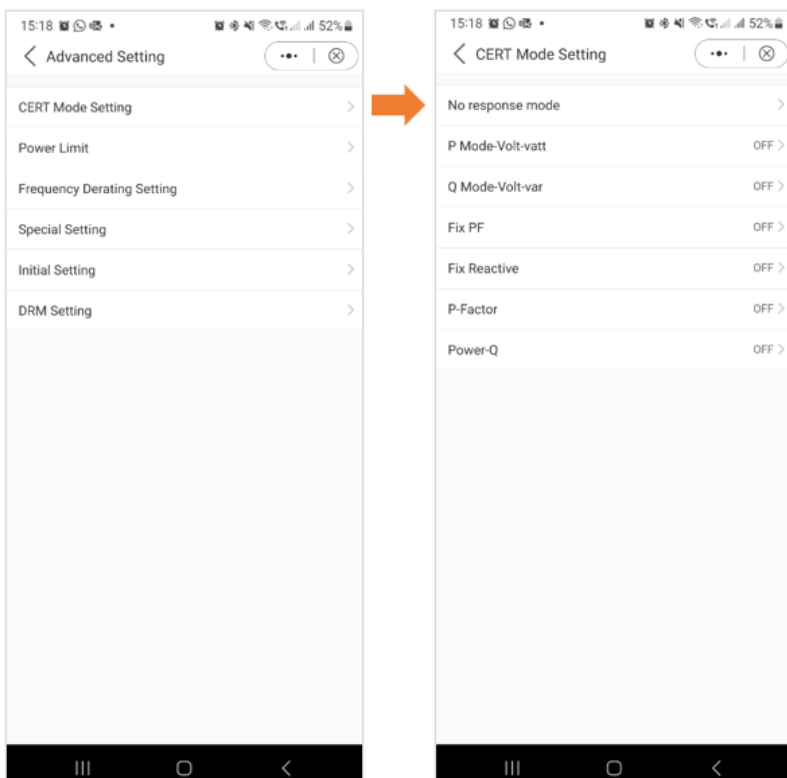 15:18 52%
Advanced Setting
CERT Mode Setting
Power Limit
Frequency Derating Setting
Special Setting
Initial Setting
DRM Setting
15:18 52%
CERT Mode Setting
No response mode
P Mode-Volt-vatt OFF
Q Mode-Volt-var OFF
Fix PF OFF
Fix Reactive OFF
P-Factor OFF
Power-Q OFF